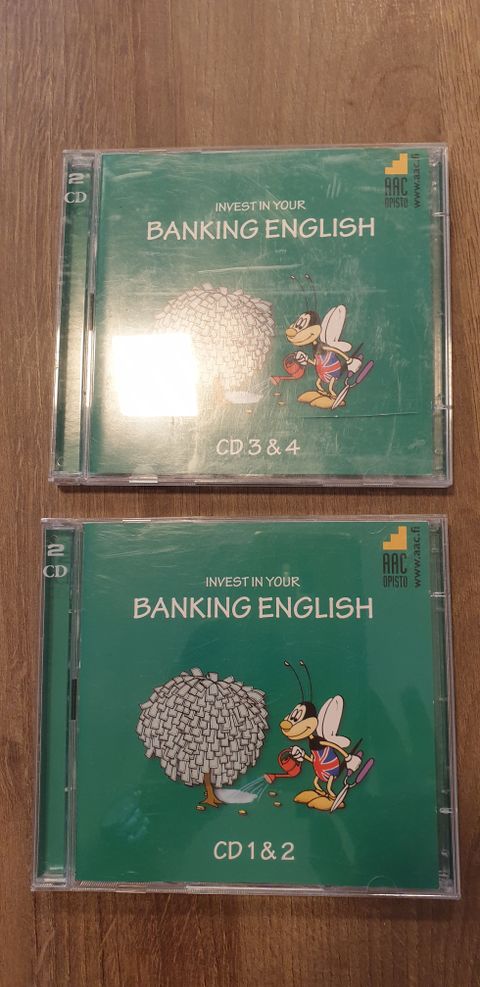 2
CD
AAC
OPISTO
www.aac.fi
INVEST IN YOUR
BANKING ENGLISH
CD 3 & 4
2
CD
AAC
OPISTO
www.aac.fi
INVEST IN YOUR
BANKING ENGLISH
CD 1 & 2